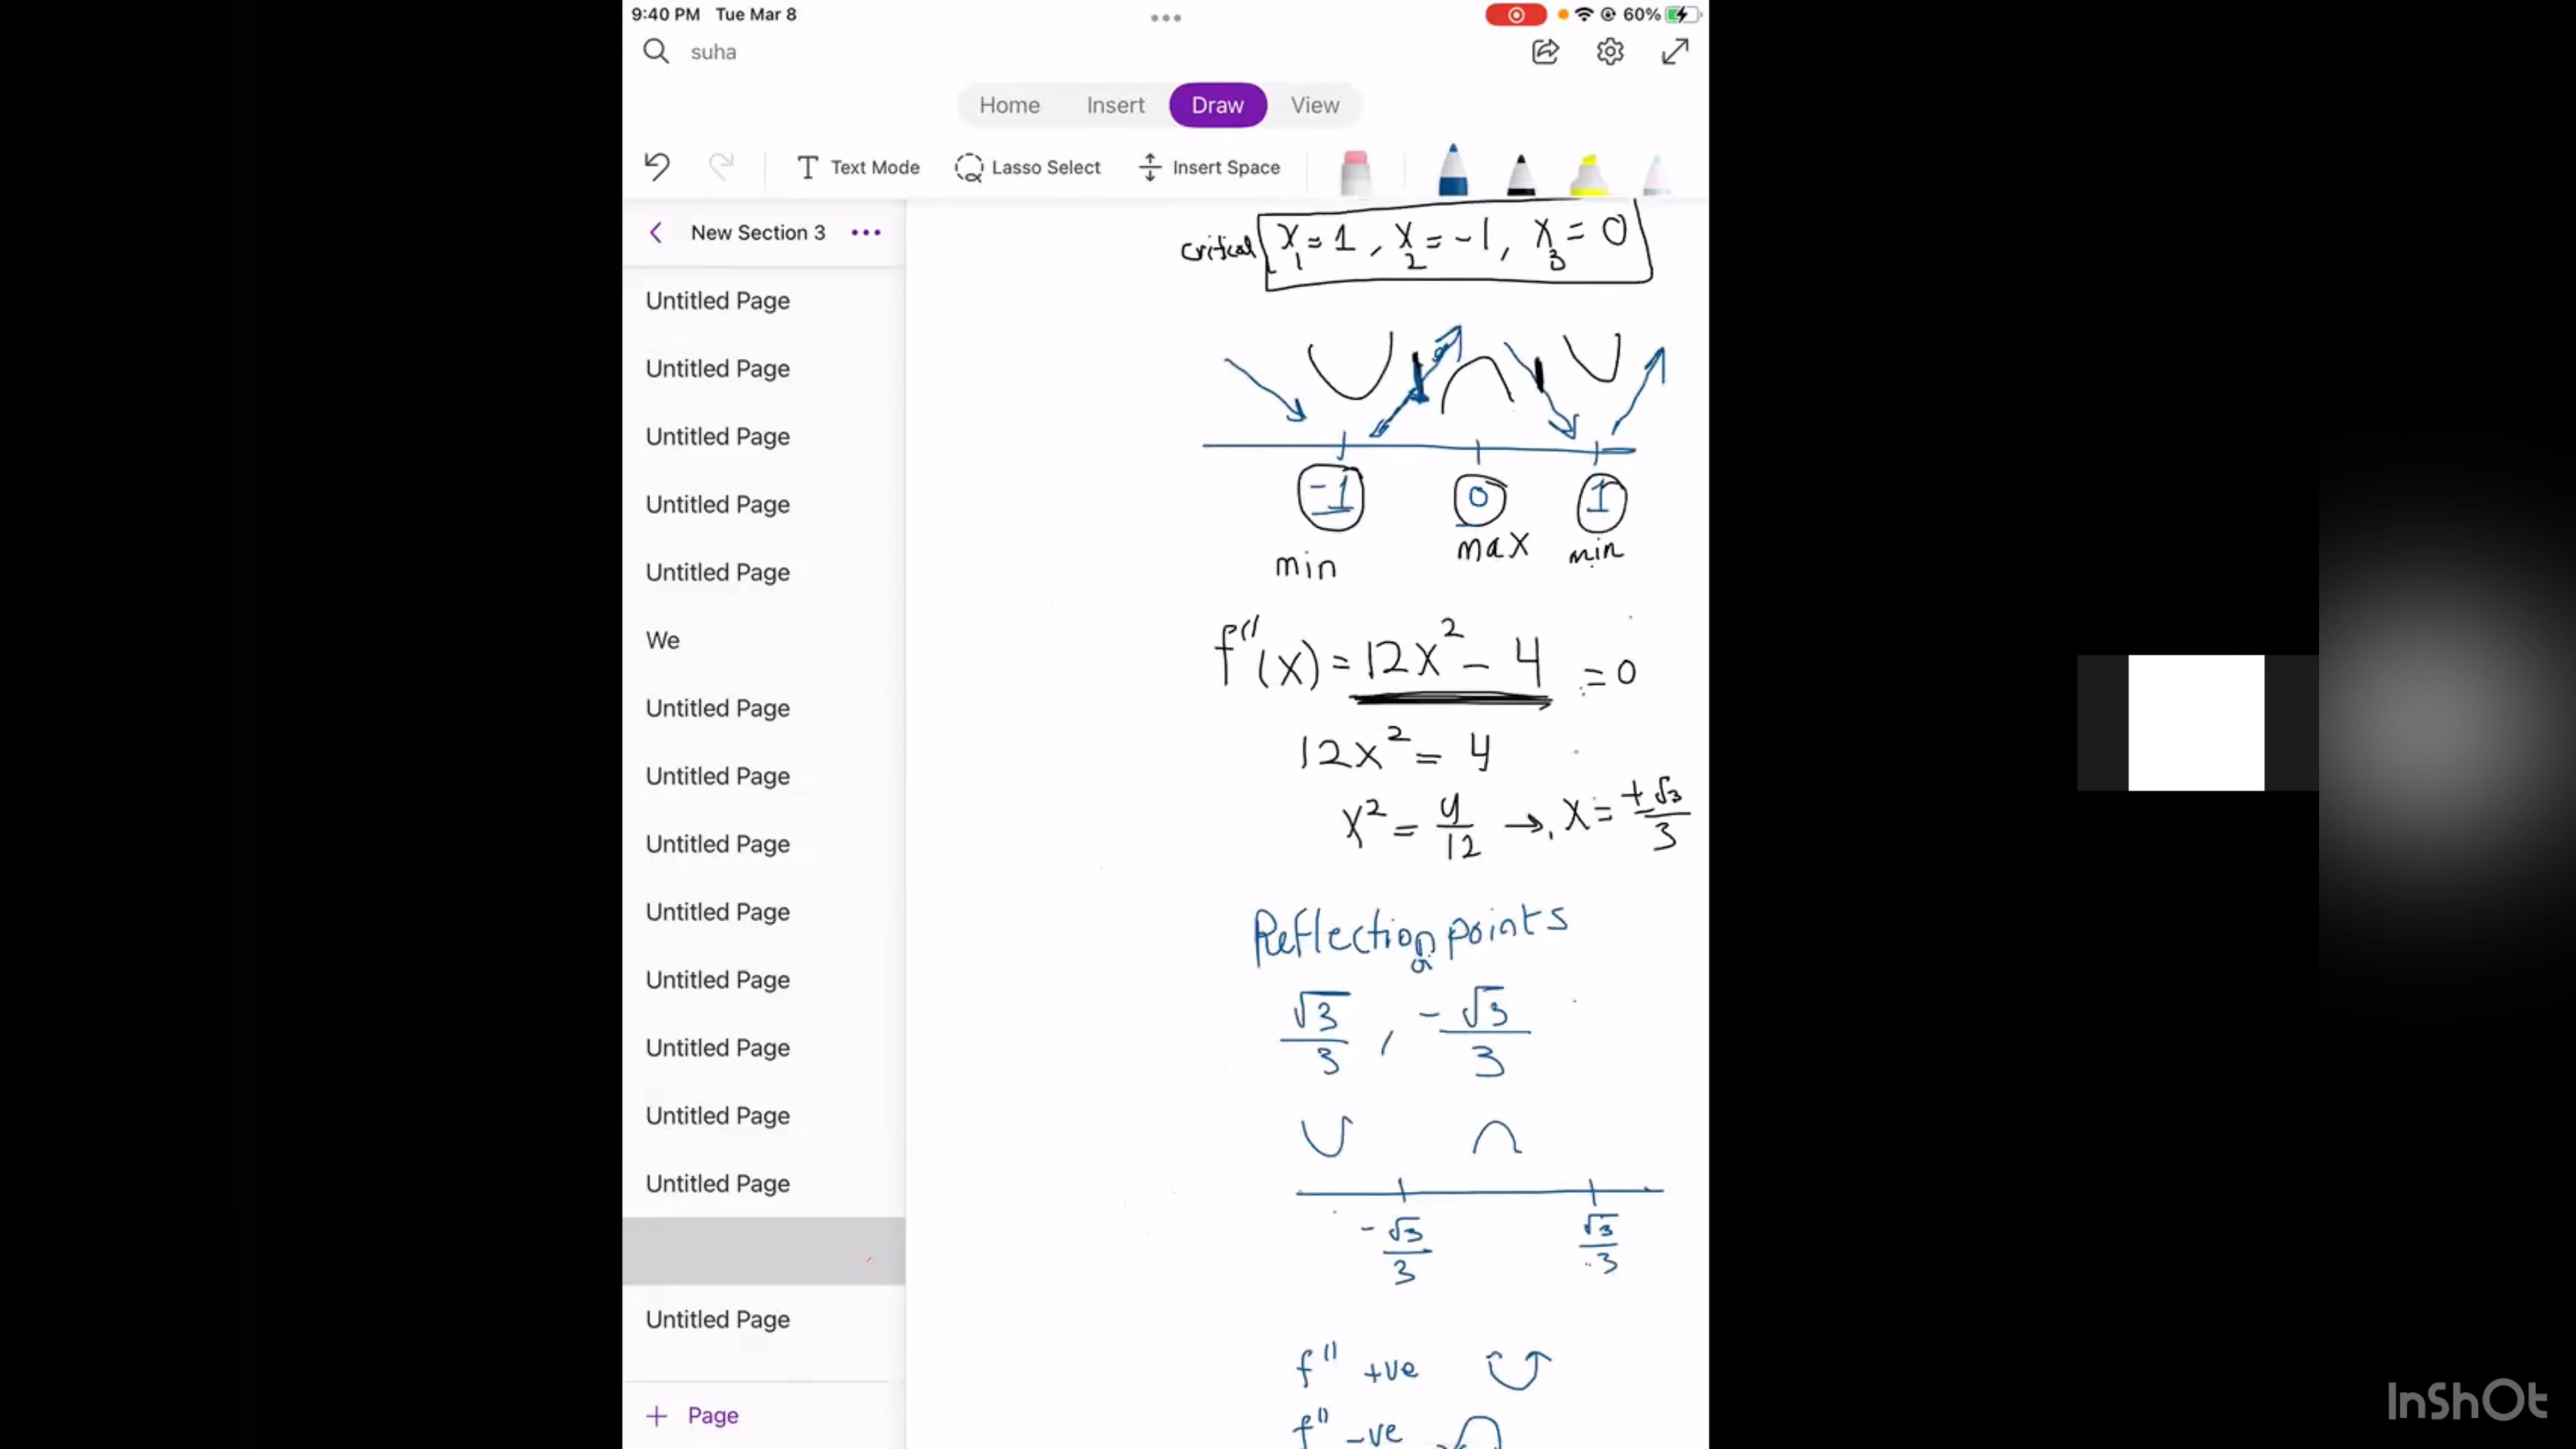 9:40 PM Tue Mar 8
60%
suha
Home Insert Draw View
Text Mode Lasso Select Insert Space
New Section 3
Untitled Page
Untitled Page
Untitled Page
Untitled Page
Untitled Page
We
Untitled Page
Untitled Page
Untitled Page
Untitled Page
Untitled Page
Untitled Page
Untitled Page
Untitled Page
Untitled Page
+ Page
critical x₁ = 1, x₂ = -1, x₃ = 0
-1 0 1
min max min
f''(x) = 12x² - 4 = 0
12x² = 4
x² = 4/12 → x = ±√3/3
Reflection points
√3/3 , -√3/3
-√3/3 √3/3
f'' +ve
f'' -ve
InShOt